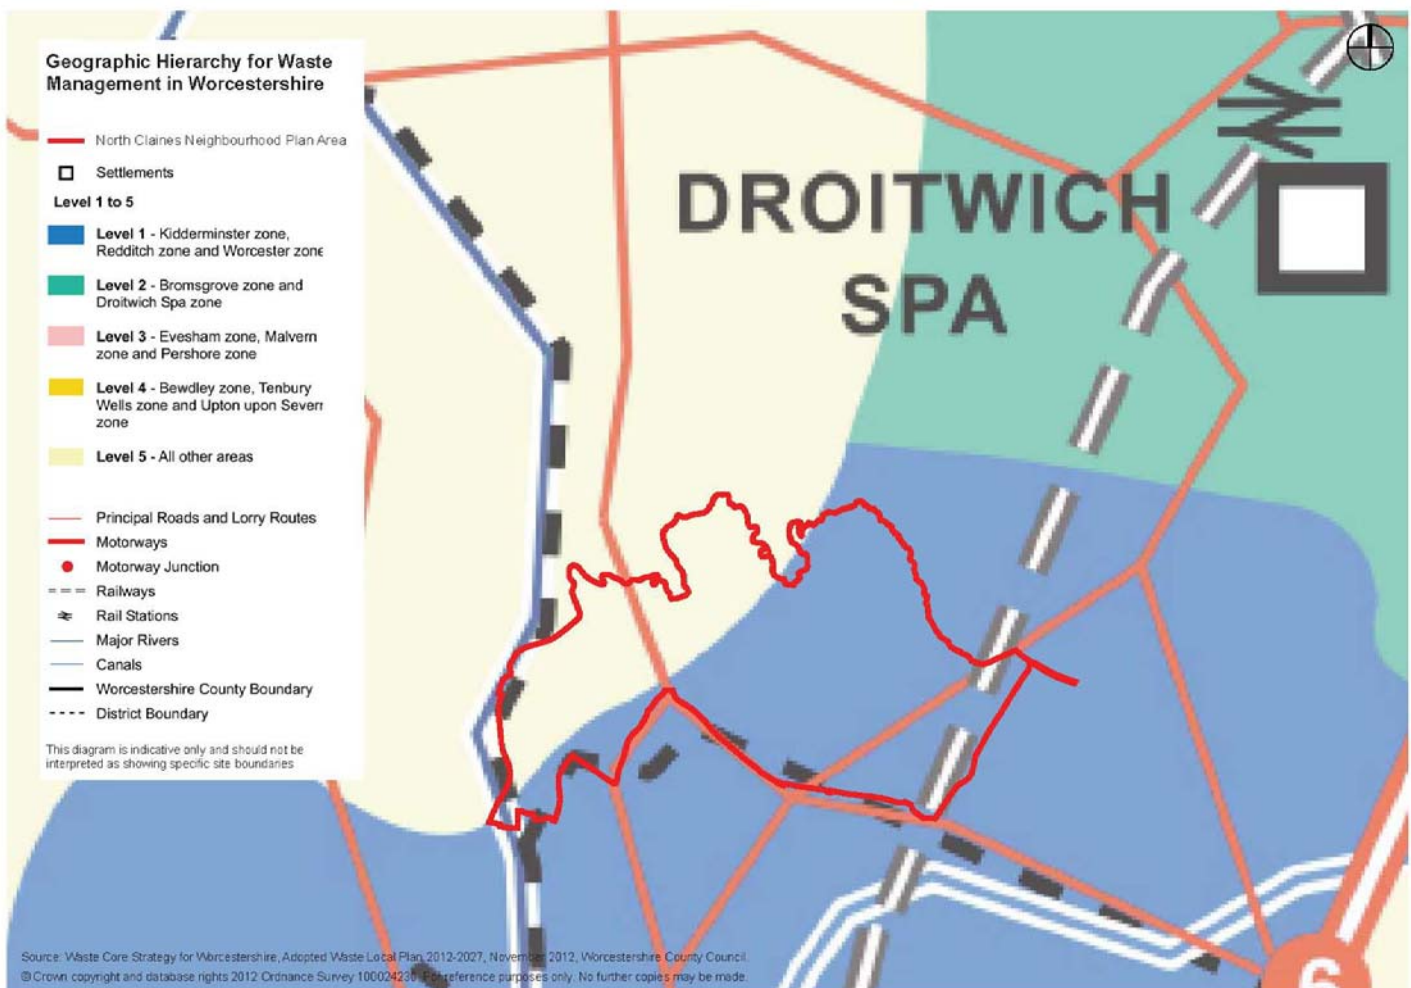 Geographic Hierarchy for Waste
Management in Worcestershire
North Claines Neighbourhood Plan Area
Settlements
Level 1 to 5
Level 1 - Kidderminster zone,
Redditch zone and Worcester zone
Level 2 - Bromsgrove zone and
Droitwich Spa zone
Level 3 - Evesham zone, Malvern
zone and Pershore zone
Level 4 - Bewdley zone, Tenbury
Wells zone and Upton upon Severn
zone
Level 5 - All other areas
Principal Roads and Lorry Routes
Motorways
Motorway Junction
Railways
Rail Stations
Major Rivers
Canals
Worcestershire County Boundary
District Boundary
This diagram is indicative only and should not be
interpreted as showing specific site boundaries
DROITWICH
SPA
6
Source: Waste Core Strategy for Worcestershire, Adopted Waste Local Plan 2012-2027, November 2012, Worcestershire County Council.
© Crown copyright and database rights 2012 Ordnance Survey 100024230. For reference purposes only. No further copies may be made.